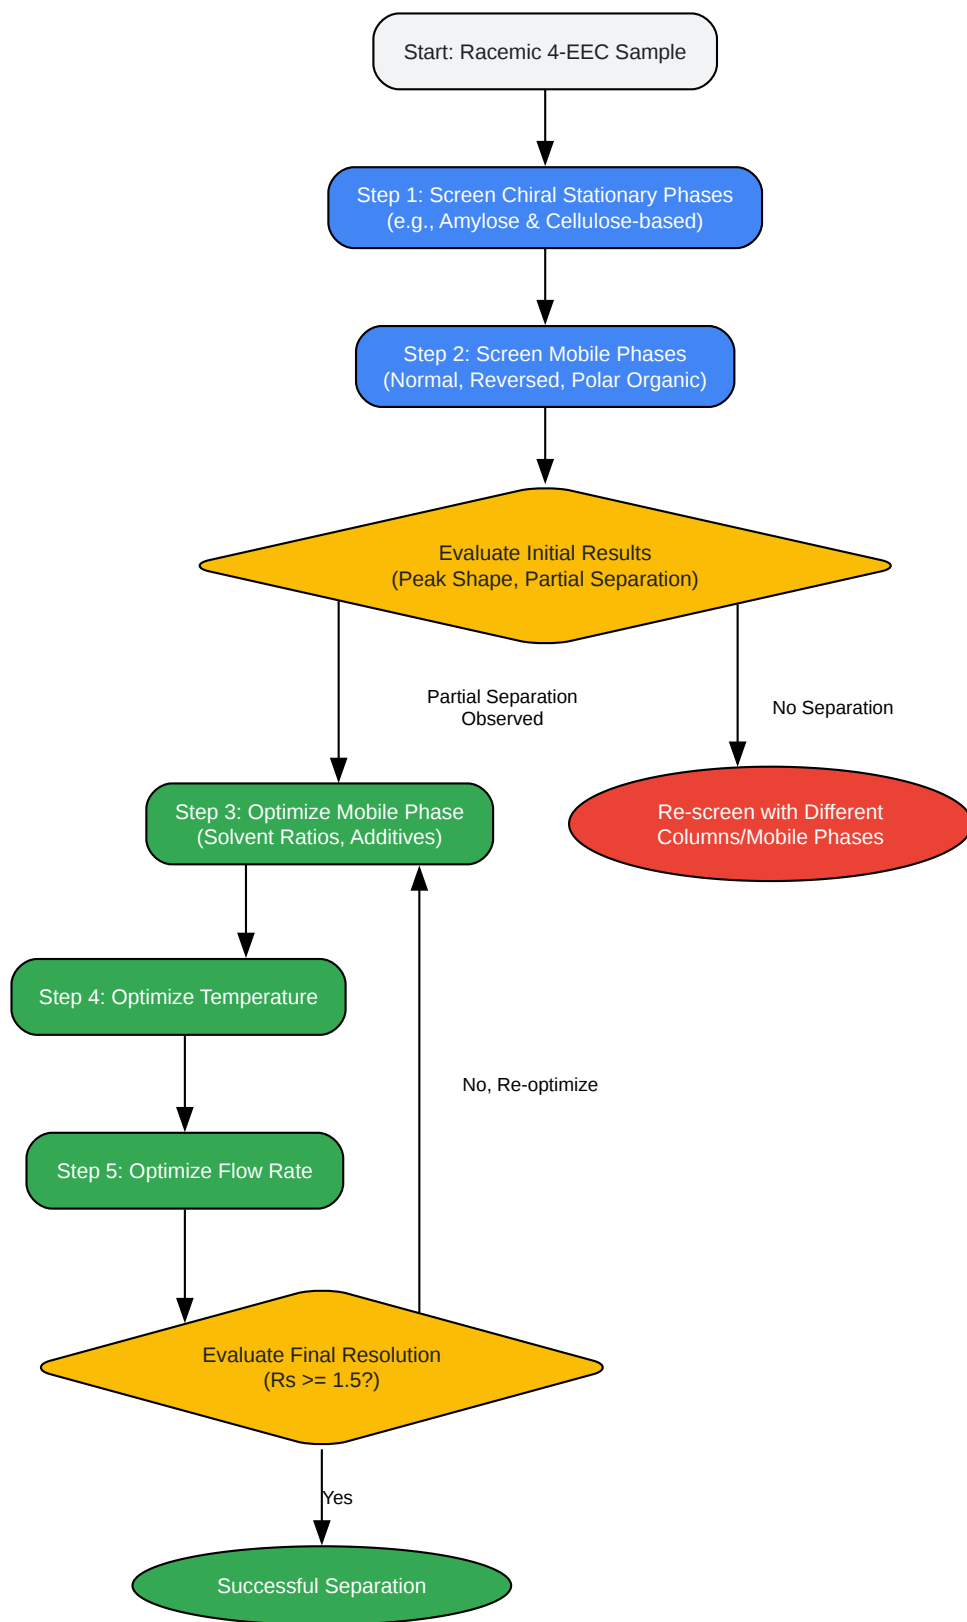 Start: Racemic 4-EEC Sample
Step 1: Screen Chiral Stationary Phases
(e.g., Amylose & Cellulose-based)
Step 2: Screen Mobile Phases
(Normal, Reversed, Polar Organic)
Evaluate Initial Results
(Peak Shape, Partial Separation)
Partial Separation
Observed
No Separation
Step 3: Optimize Mobile Phase
(Solvent Ratios, Additives)
Re-screen with Different
Columns/Mobile Phases
Step 4: Optimize Temperature
No, Re-optimize
Step 5: Optimize Flow Rate
Evaluate Final Resolution
(Rs >= 1.5?)
Yes
Successful Separation